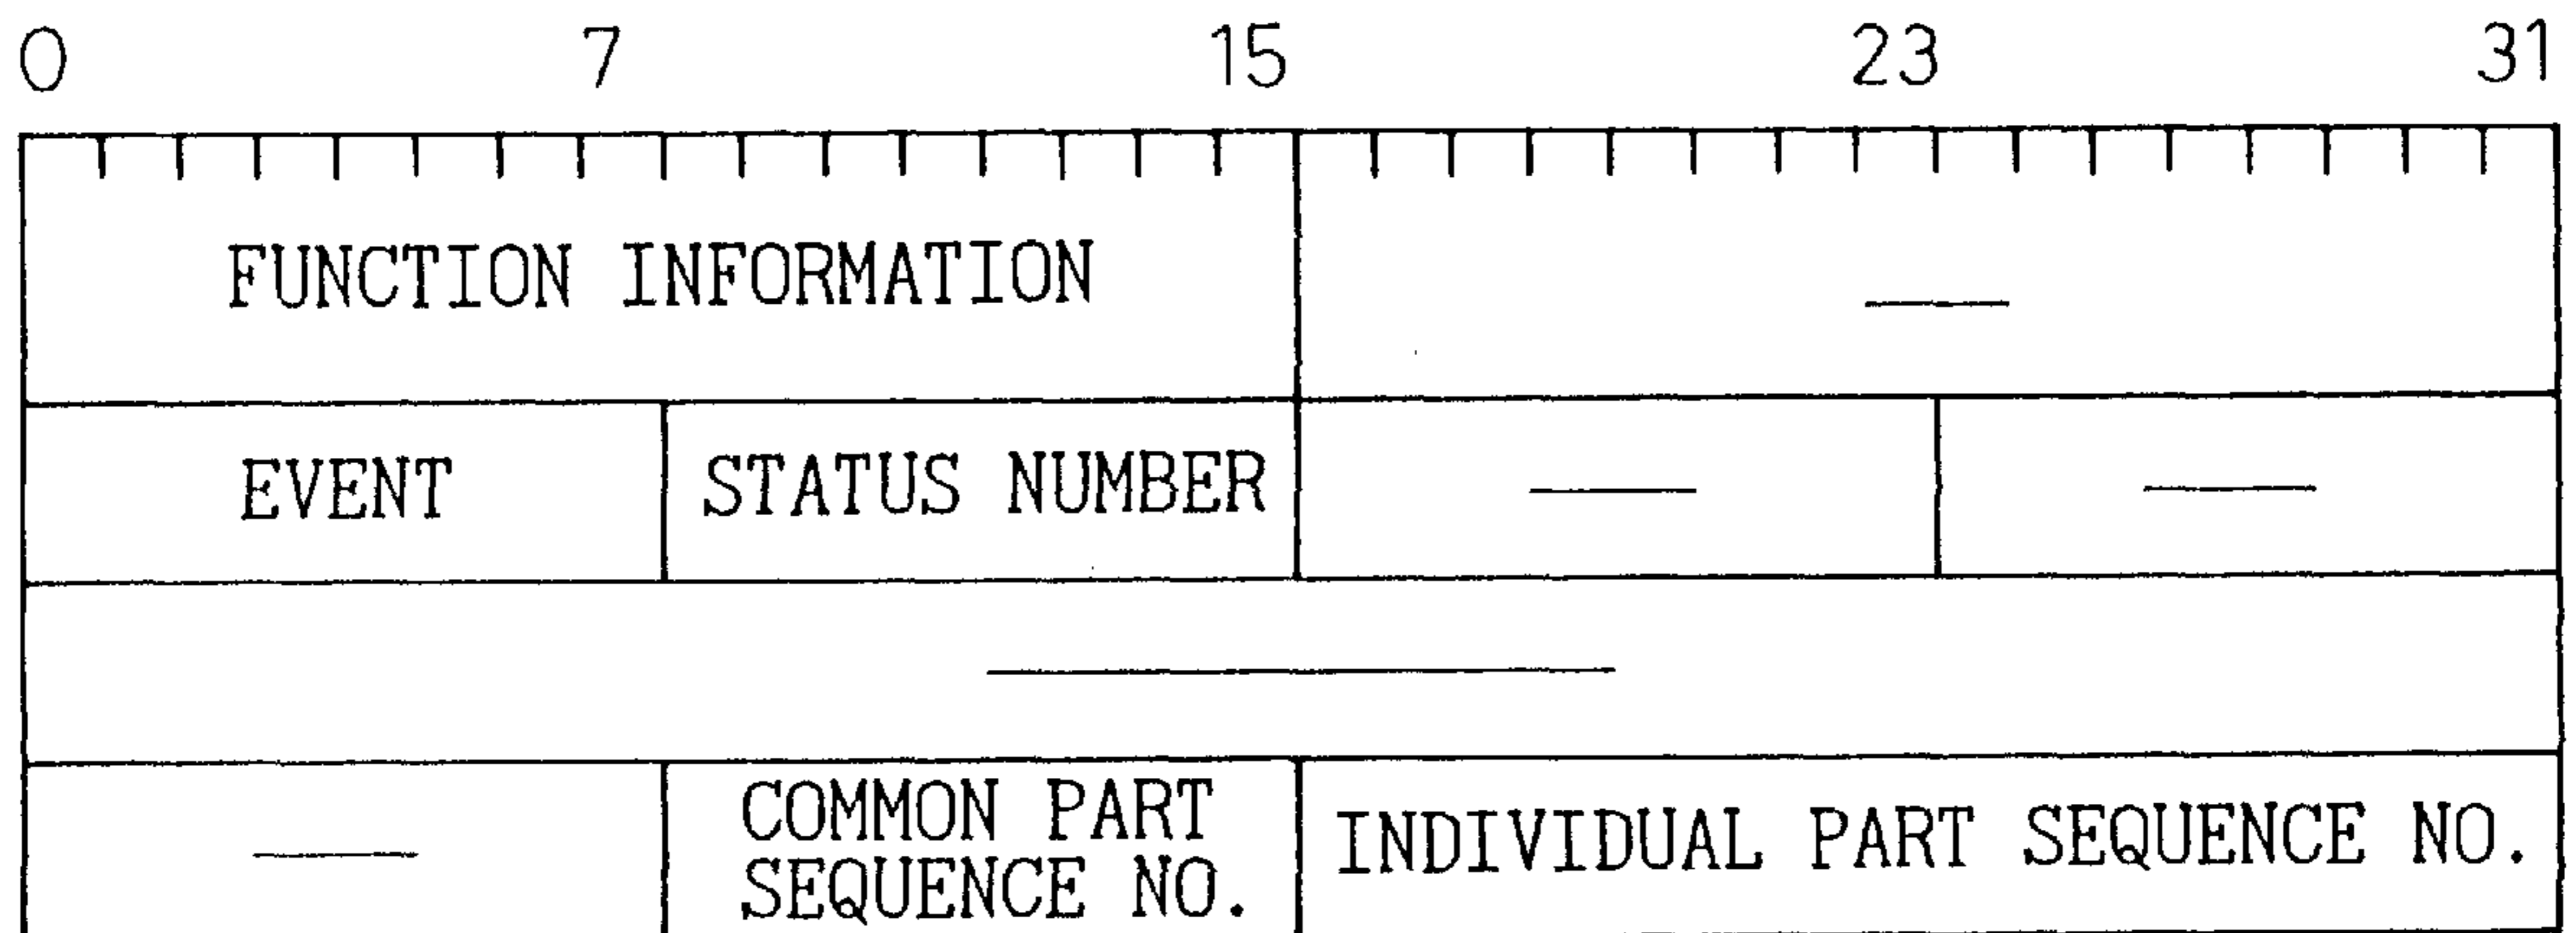 0 7 15 23 31
FUNCTION INFORMATION
EVENT STATUS NUMBER
COMMON PART
SEQUENCE NO.
INDIVIDUAL PART SEQUENCE NO.